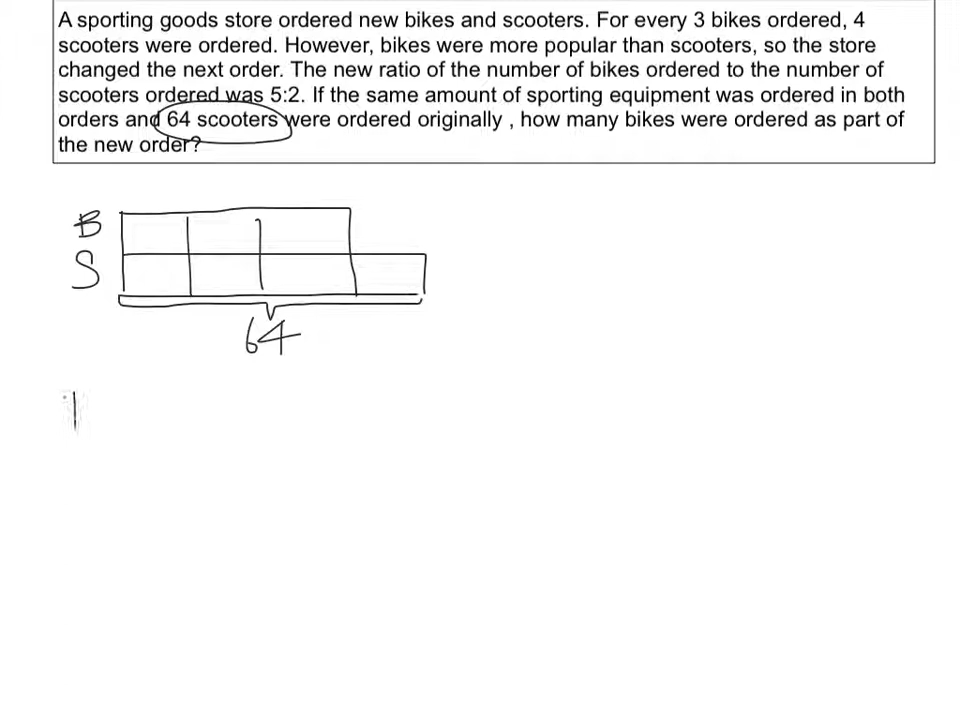 A sporting goods store ordered new bikes and scooters. For every 3 bikes ordered, 4
scooters were ordered. However, bikes were more popular than scooters, so the store
changed the next order. The new ratio of the number of bikes ordered to the number of
scooters ordered was 5:2. If the same amount of sporting equipment was ordered in both
orders and 64 scooters were ordered originally , how many bikes were ordered as part of
the new order?
B
S
64